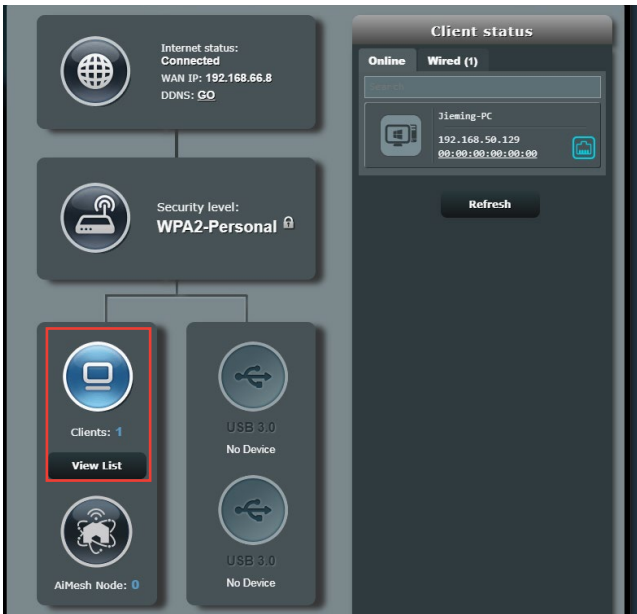 Internet status:
Connected
WAN IP: 192.168.66.8
DDNS: GO
Security level:
WPA2-Personal
Clients: 1
View List
AiMesh Node: 0
USB 3.0
No Device
USB 3.0
No Device
Client status
Online Wired (1)
Search
Jieming-PC
192.168.50.129
00:00:00:00:00:00
Refresh